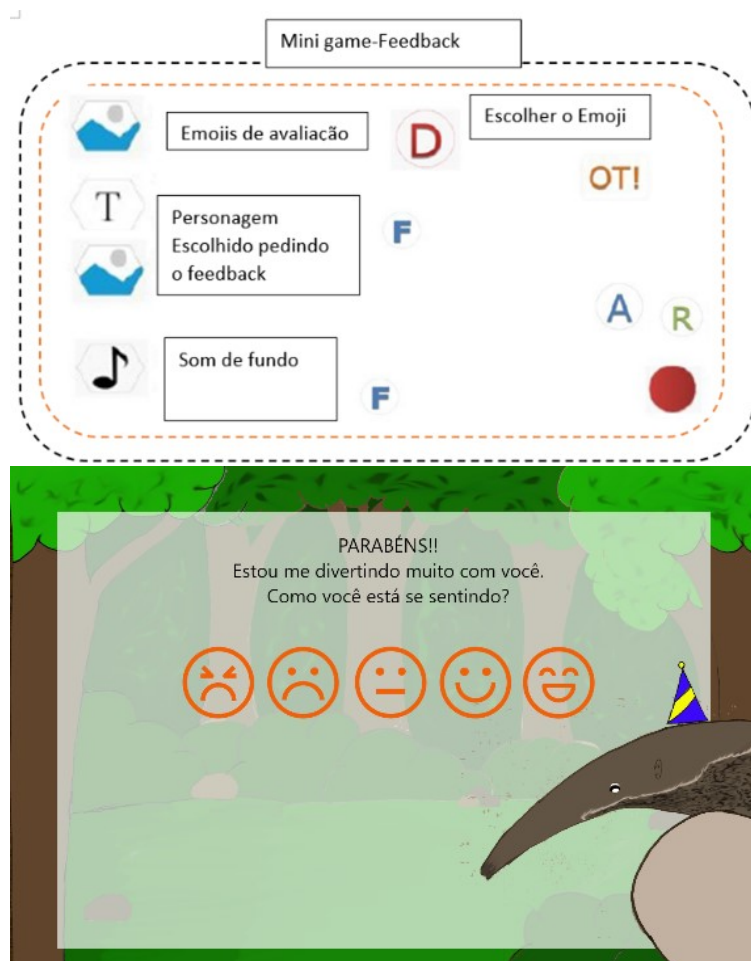 Mini game-Feedback
Emojis de avaliação
D
Escolher o Emoji
OT!
T
Personagem
Escolhido pedindo
o feedback
F
A
R
Som de fundo
F
PARABÉNS!!
Estou me divertindo muito com você.
Como você está se sentindo?